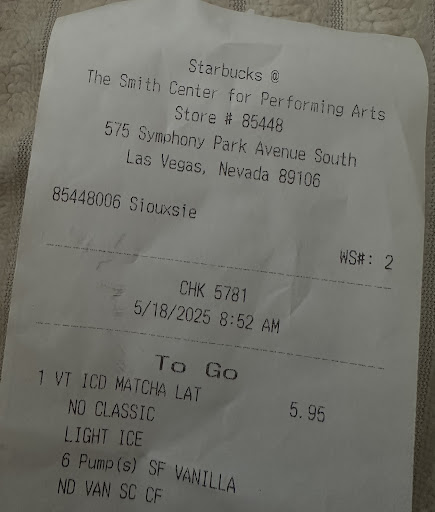 Starbucks @
The Smith Center for Performing Arts
Store # 85448
575 Symphony Park Avenue South
Las Vegas, Nevada 89106
85448006 Siouxsie
WS#: 2
CHK 5781
5/18/2025 8:52 AM
To Go
1 VT ICD MATCHA LAT 5.95
NO CLASSIC
LIGHT ICE
6 Pump(s) SF VANILLA
ND VAN SC CF